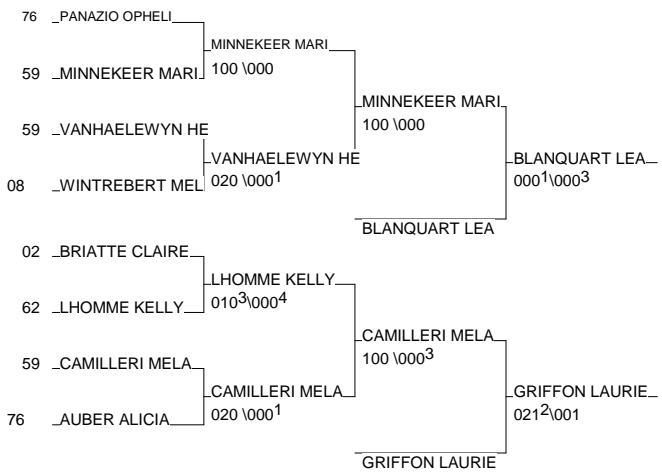 76 PANAZIO OPHELI
MINNEKEER MARI
59 MINNEKEER MARI
100 \000
MINNEKEER MARI
59 VANHAELEWYN HE
100 \000
VANHAELEWYN HE
BLANQUART LEA
08 WINTREBERT MEL
020 \000¹
000¹\000³
BLANQUART LEA
02 BRIATTE CLAIRE
LHOMME KELLY
62 LHOMME KELLY
010³\000⁴
CAMILLERI MELA
59 CAMILLERI MELA
100 \000³
CAMILLERI MELA
GRIFFON LAURIE
76 AUBER ALICIA
020 \000¹
021²\001
GRIFFON LAURIE